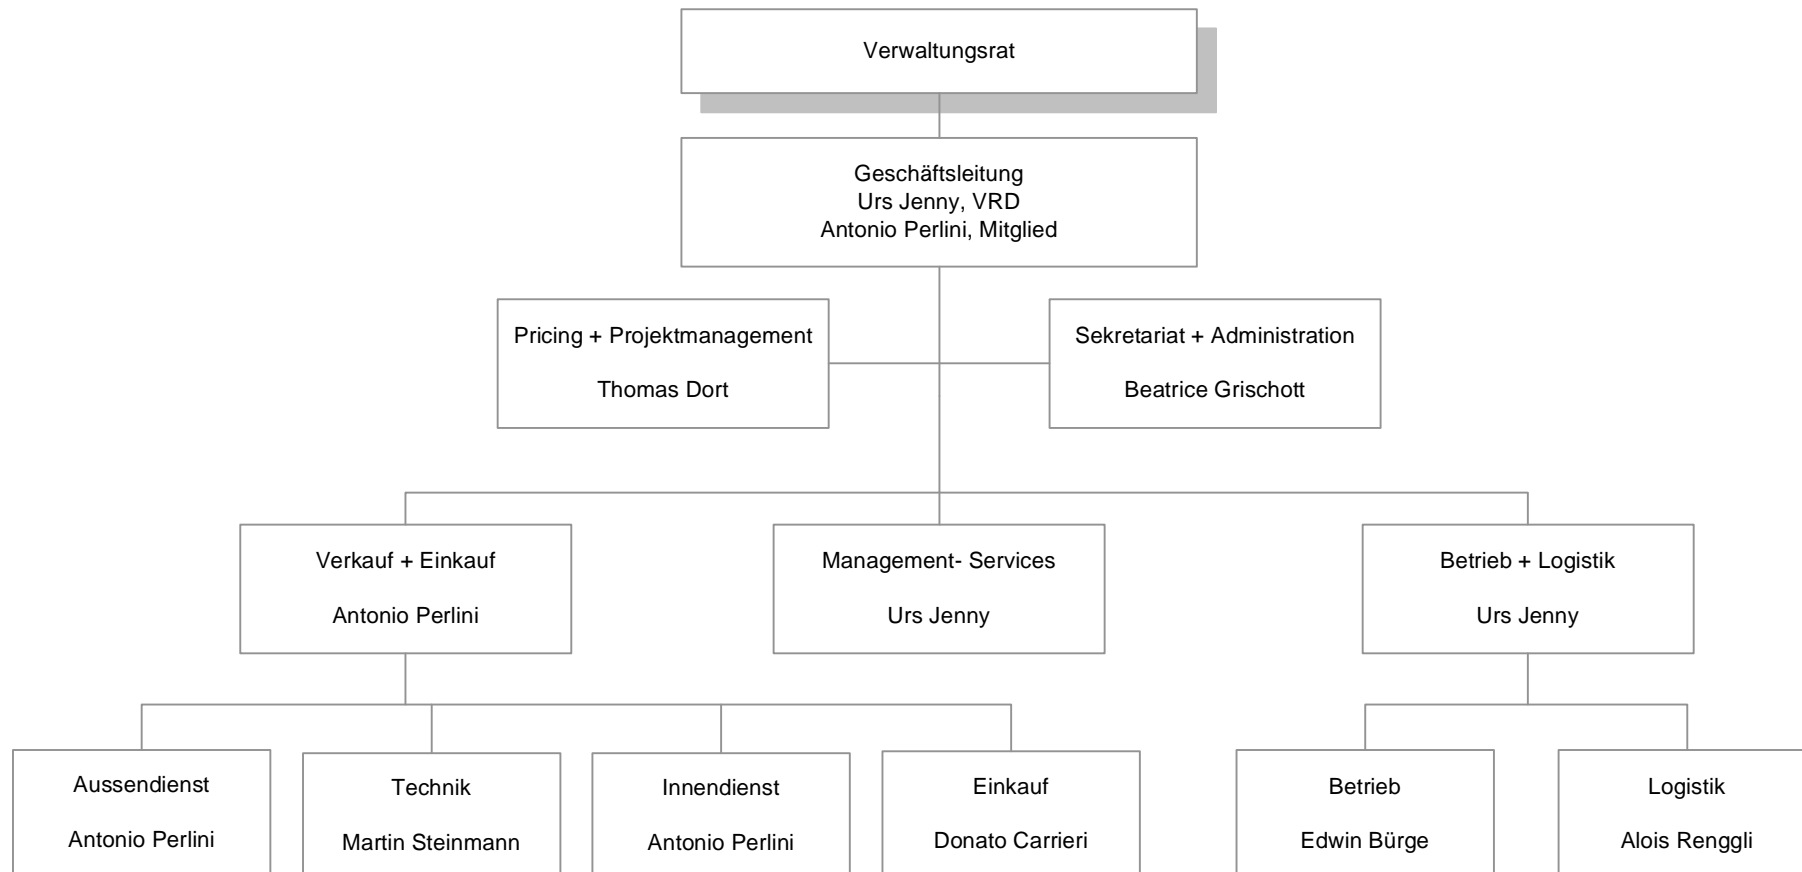 Verwaltungsrat
Geschäftsleitung
Urs Jenny, VRD
Antonio Perlini, Mitglied
Pricing + Projektmanagement
Thomas Dort
Sekretariat + Administration
Beatrice Grischott
Verkauf + Einkauf
Antonio Perlini
Management- Services
Urs Jenny
Betrieb + Logistik
Urs Jenny
Aussendienst
Antonio Perlini
Technik
Martin Steinmann
Innendienst
Antonio Perlini
Einkauf
Donato Carrieri
Betrieb
Edwin Bürge
Logistik
Alois Renggli